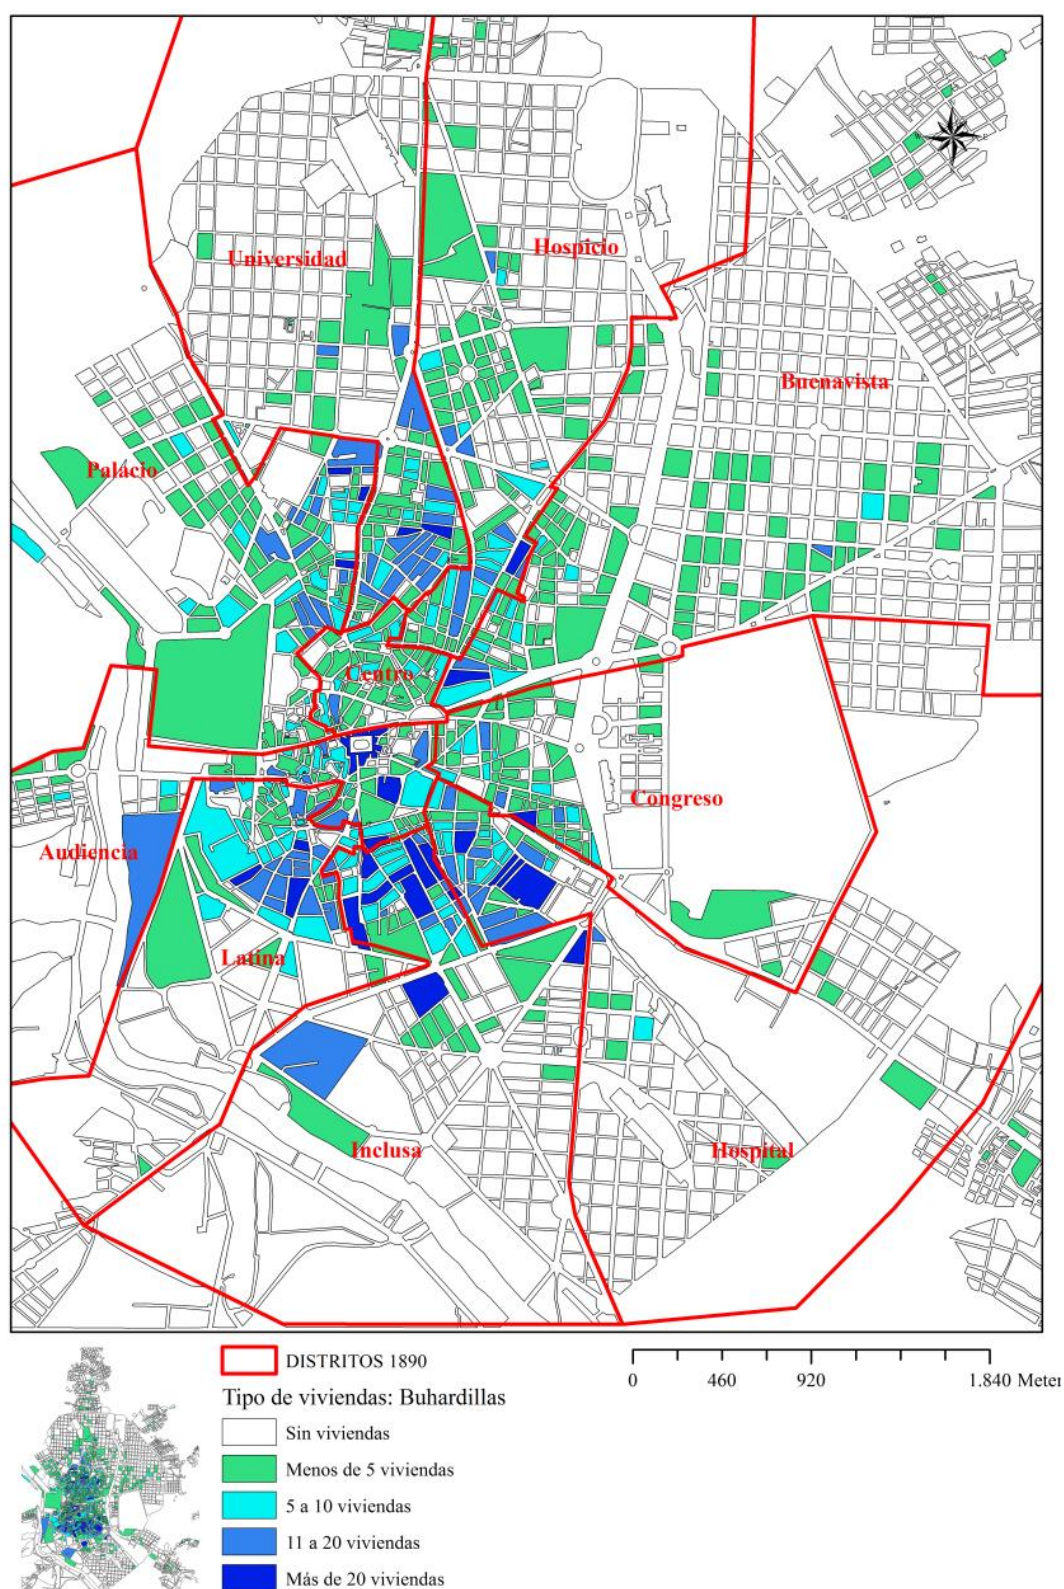 Universidad
Hospicio
Buenavista
Palacio
Centro
Congreso
Audiencia
Latina
Inclusa
Hospital
DISTRITOS 1890
0 460 920 1.840 Meter
Tipo de viviendas: Buhardillas
Sin viviendas
Menos de 5 viviendas
5 a 10 viviendas
11 a 20 viviendas
Más de 20 viviendas